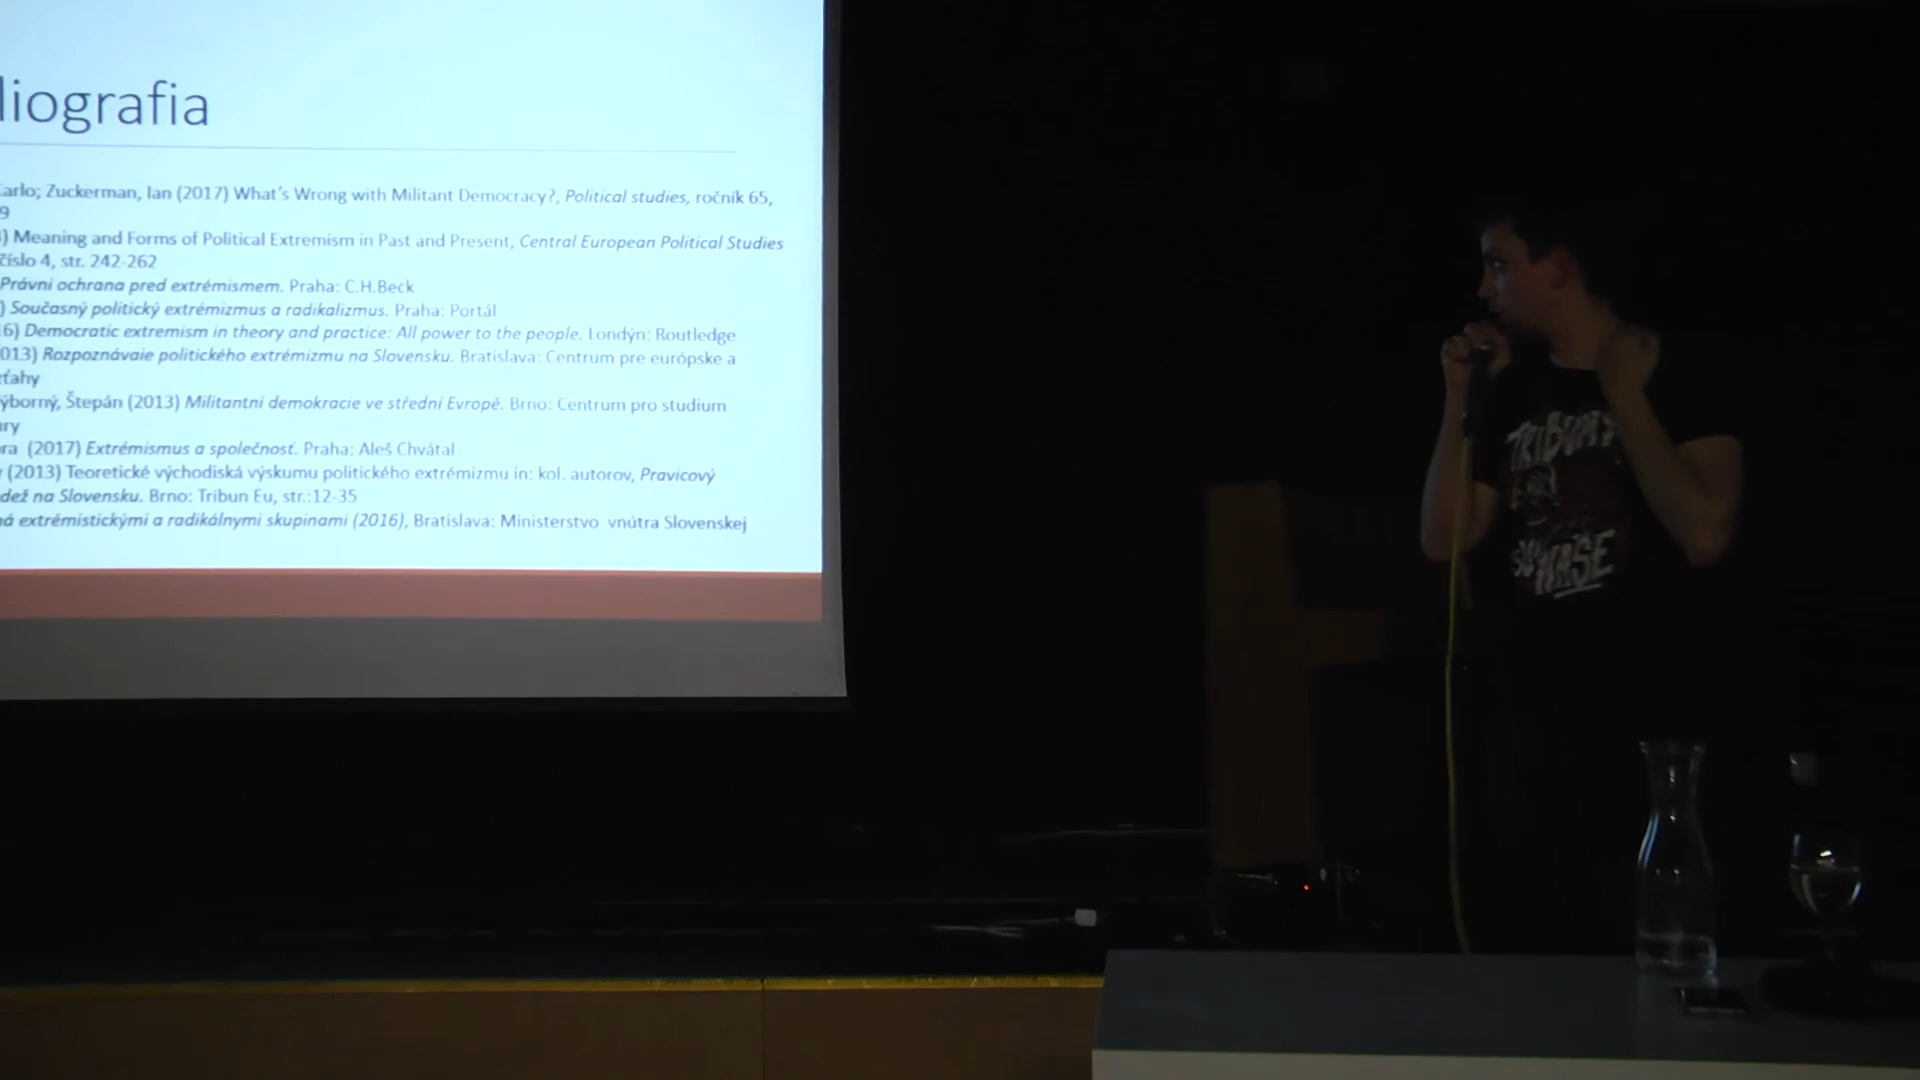 liografia
arlo; Zuckerman, Ian (2017) What's Wrong with Militant Democracy?, Political studies, ročník 65,
9
) Meaning and Forms of Political Extremism in Past and Present, Central European Political Studies
číslo 4, str. 242-262
Právni ochrana pred extrémismem. Praha: C.H.Beck
) Současný politický extrémizmus a radikalizmus. Praha: Portál
6) Democratic extremism in theory and practice: All power to the people. Londýn: Routledge
013) Rozpoznávaie politického extrémizmu na Slovensku. Bratislava: Centrum pre európske a
ťahy
ýborný, Štepán (2013) Militantní demokracie ve střední Evropě. Brno: Centrum pro studium
ry
ra (2017) Extrémismus a společnosť. Praha: Aleš Chvátal
(2013) Teoretické východiská výskumu politického extrémizmu in: kol. autorov, Pravicový
dež na Slovensku. Brno: Tribun Eu, str.:12-35
á extrémistickými a radikálnymi skupinami (2016), Bratislava: Ministerstvo vnútra Slovenskej
TRIBUNY
SU NAŠE